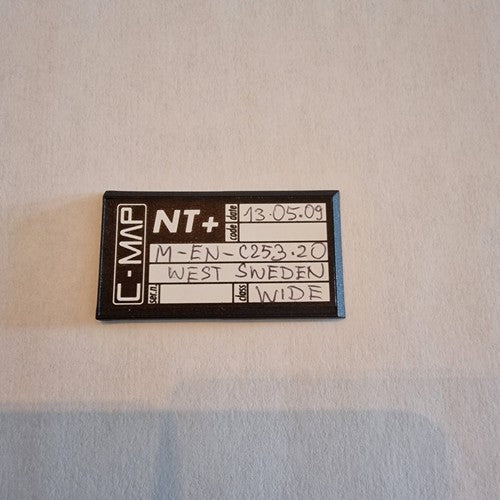 C-MAP
NT+
date 13.05.09
code
M-EN-C253.20
WEST SWEDEN
ser.n.
class WIDE